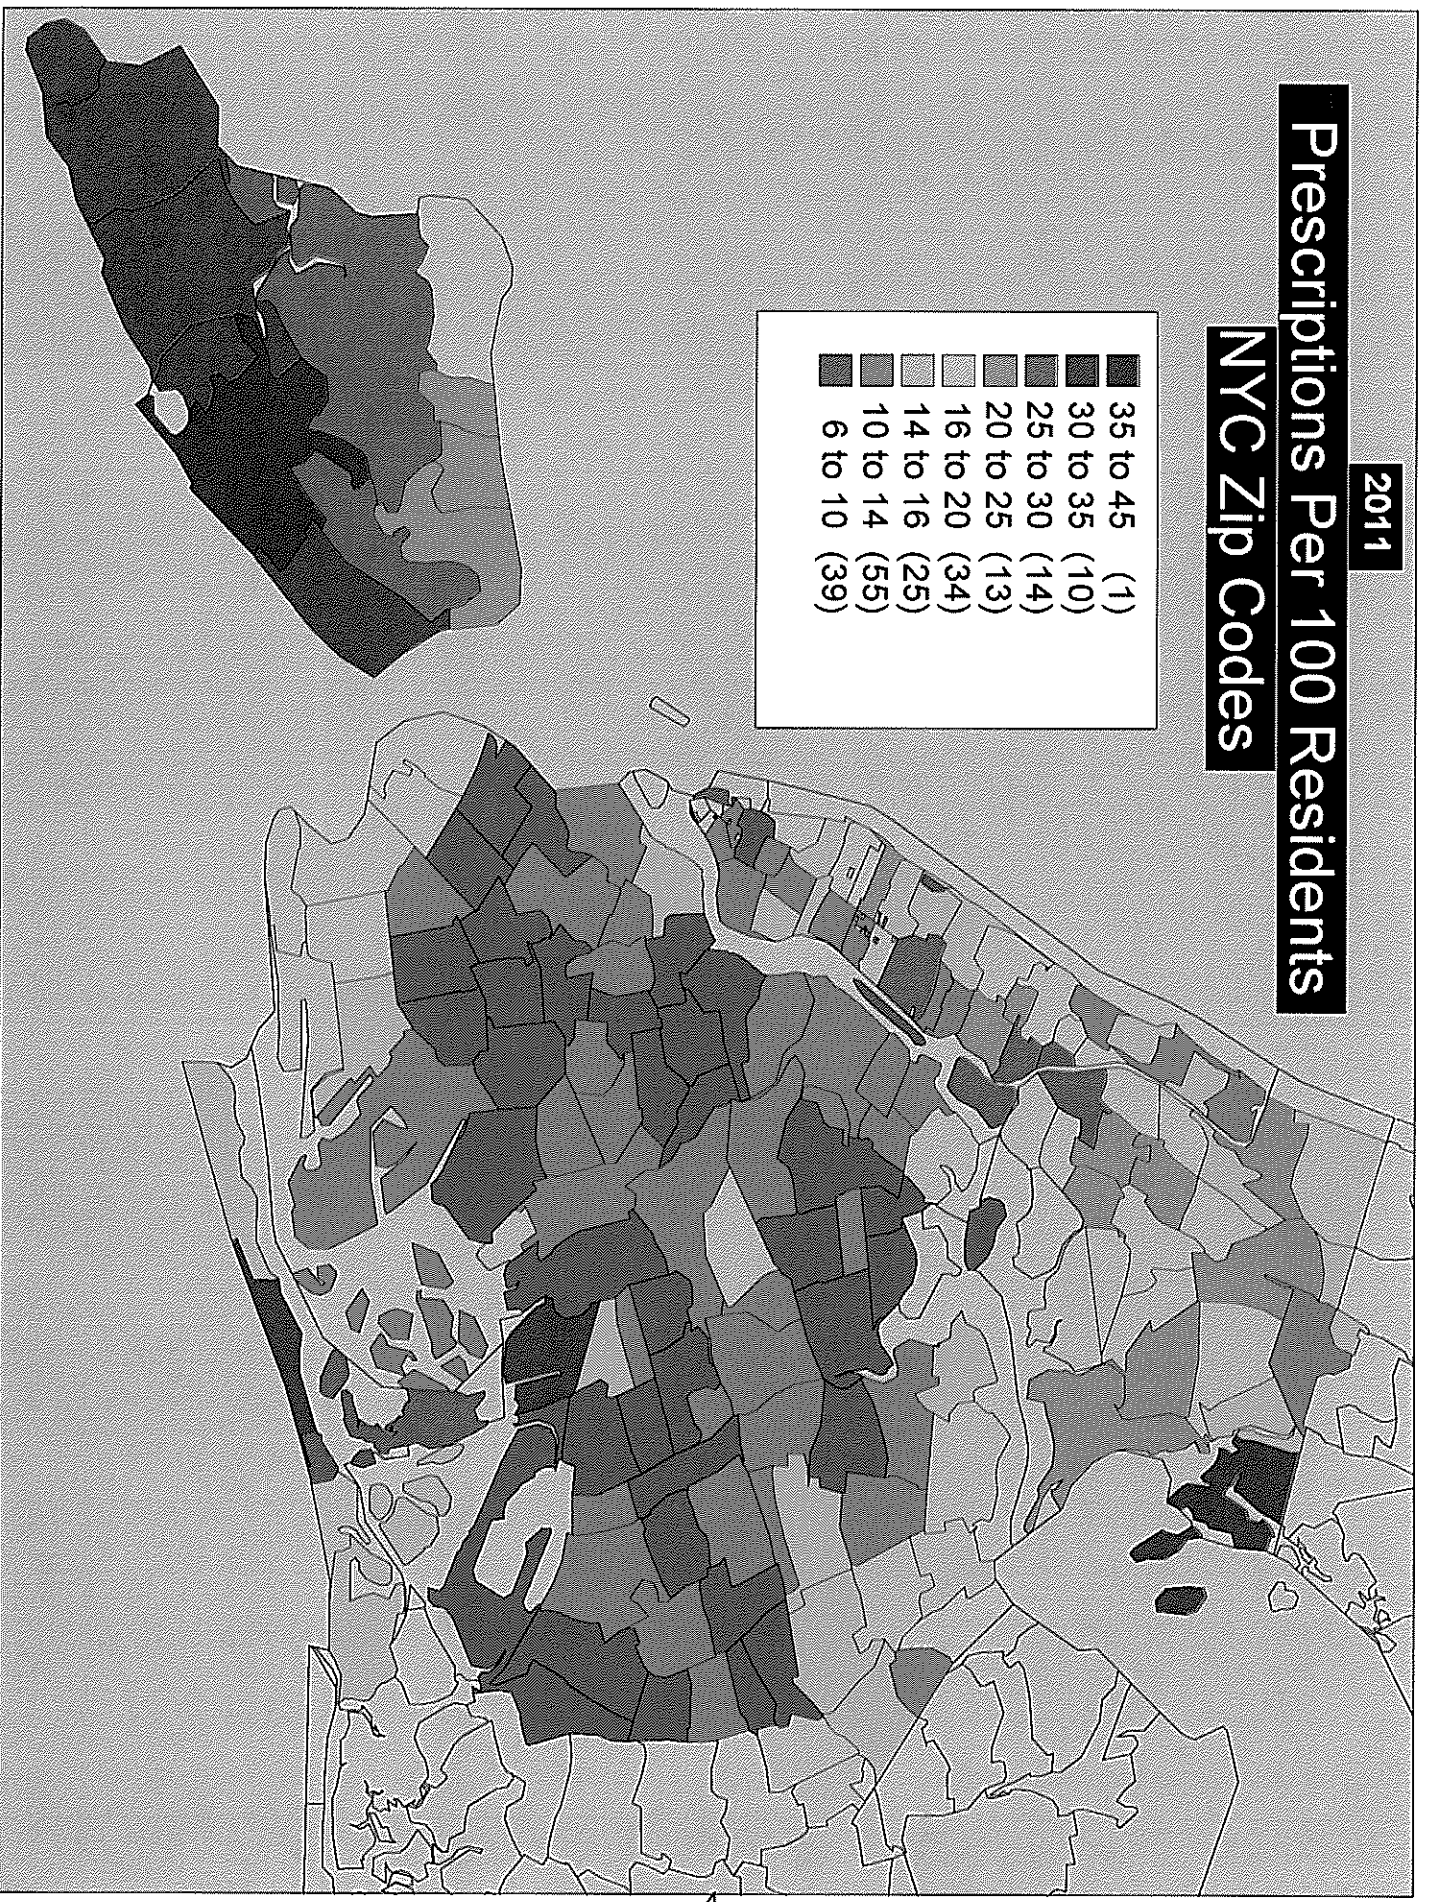 2011
Prescriptions Per 100 Residents
NYC Zip Codes
35 to 45 (1)
30 to 35 (10)
25 to 30 (14)
20 to 25 (13)
16 to 20 (34)
14 to 16 (25)
10 to 14 (55)
6 to 10 (39)
4